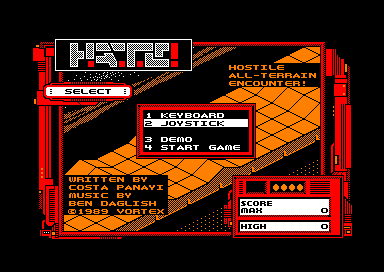 H.A.T.E!
HOSTILE
ALL-TERRAIN
ENCOUNTER!
SELECT
1 KEYBOARD
2 JOYSTICK
3 DEMO
4 START GAME
WRITTEN BY
COSTA PANAYI
MUSIC BY
BEN DAGLISH
©1989 VORTEX
SCORE
MAX 0
HIGH 0